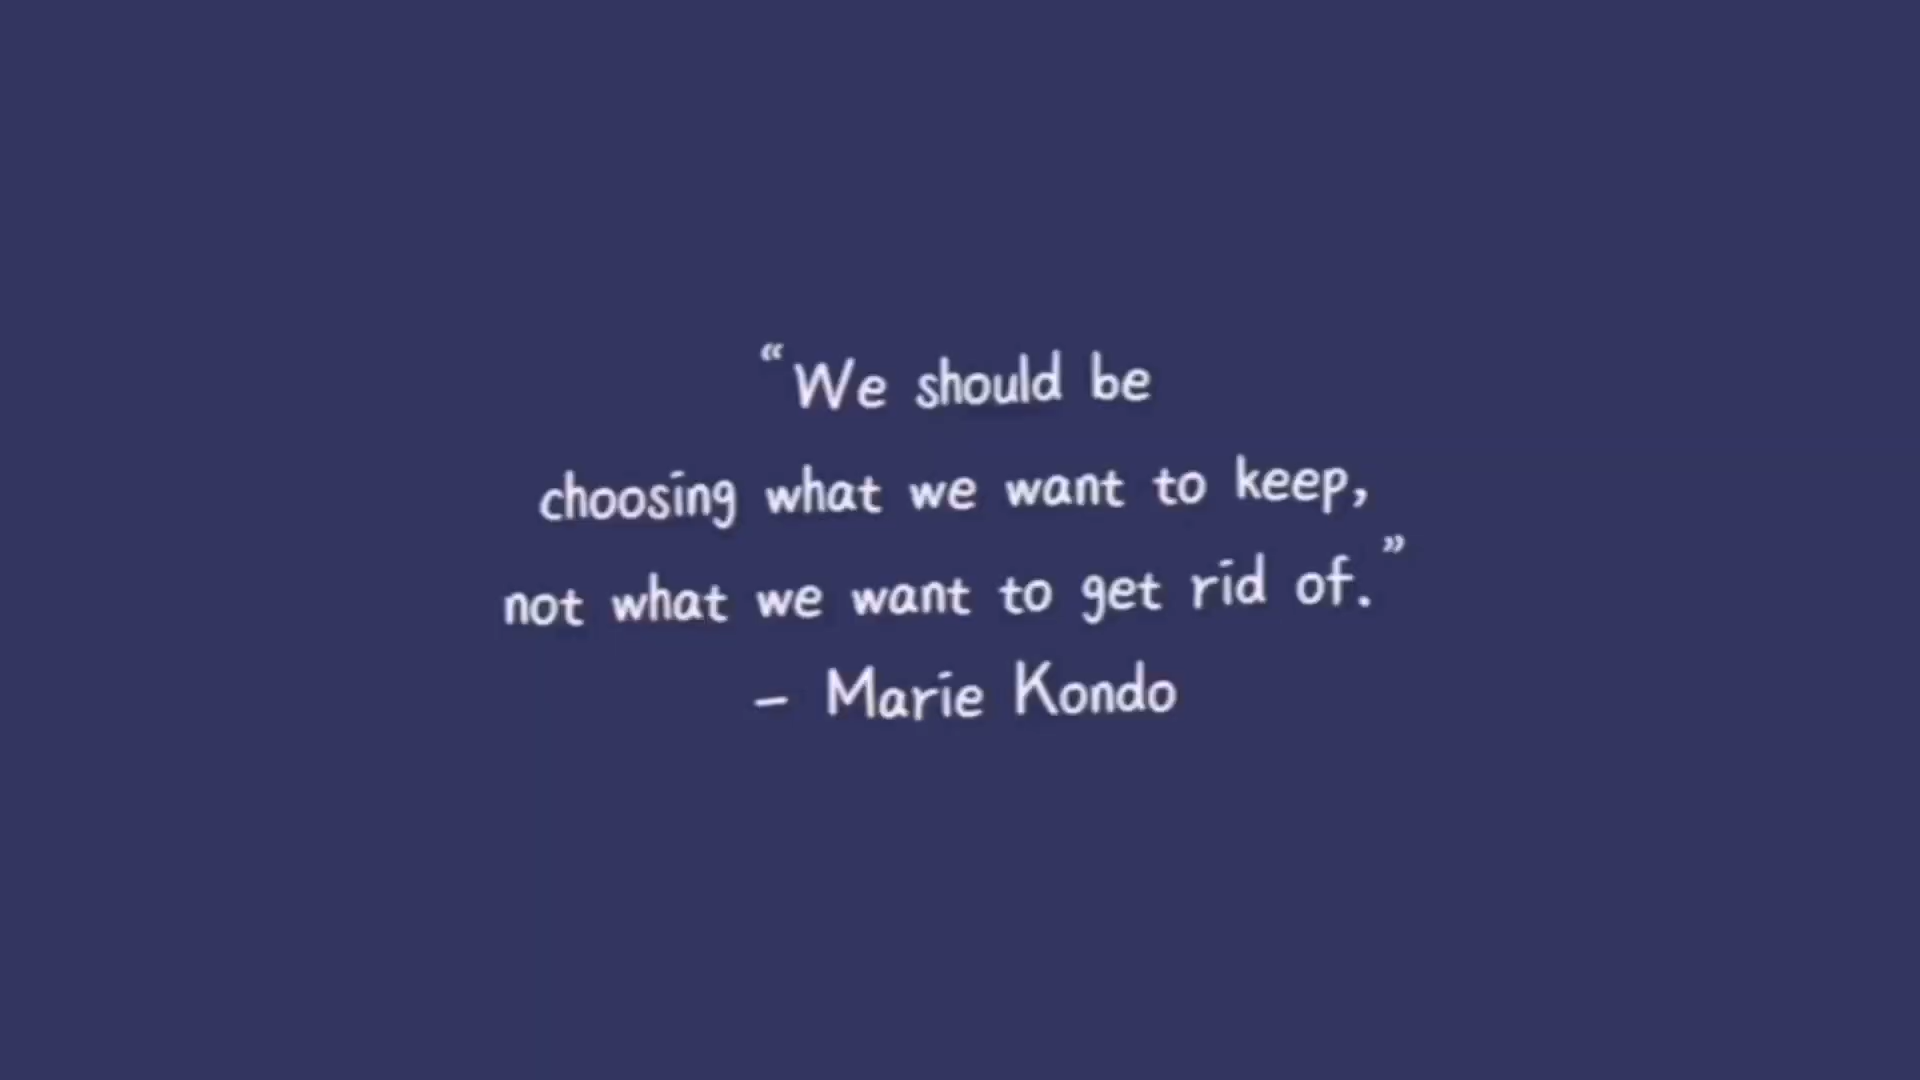 “We should be
choosing what we want to keep,
not what we want to get rid of.”
– Marie Kondo